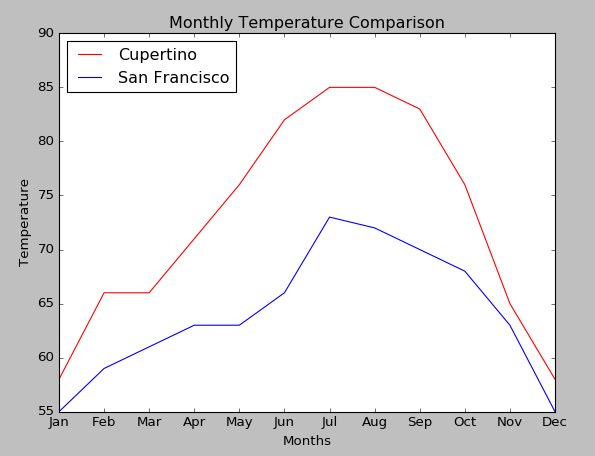 Monthly Temperature Comparison
Cupertino
San Francisco
90
85
80
75
70
65
60
55
Temperature
Jan Feb Mar Apr May Jun Jul Aug Sep Oct Nov Dec
Months